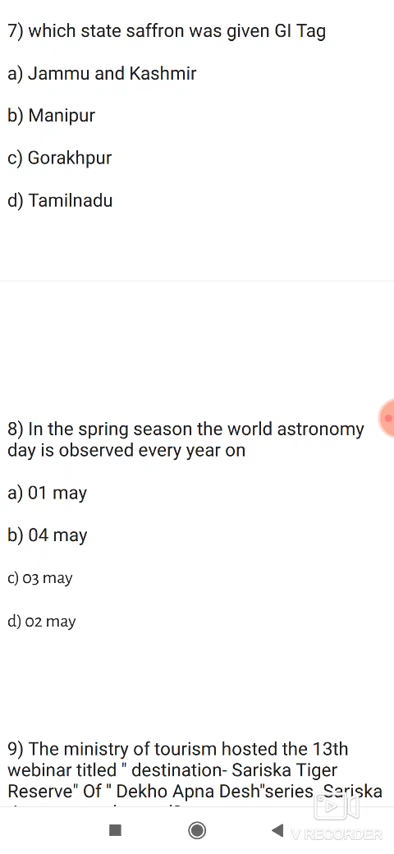 7) which state saffron was given GI Tag
a) Jammu and Kashmir
b) Manipur
c) Gorakhpur
d) Tamilnadu
8) In the spring season the world astronomy
day is observed every year on
a) 01 may
b) 04 may
c) 03 may
d) 02 may
9) The ministry of tourism hosted the 13th
webinar titled " destination- Sariska Tiger
Reserve" Of " Dekho Apna Desh"series, Sariska
V RECORDER